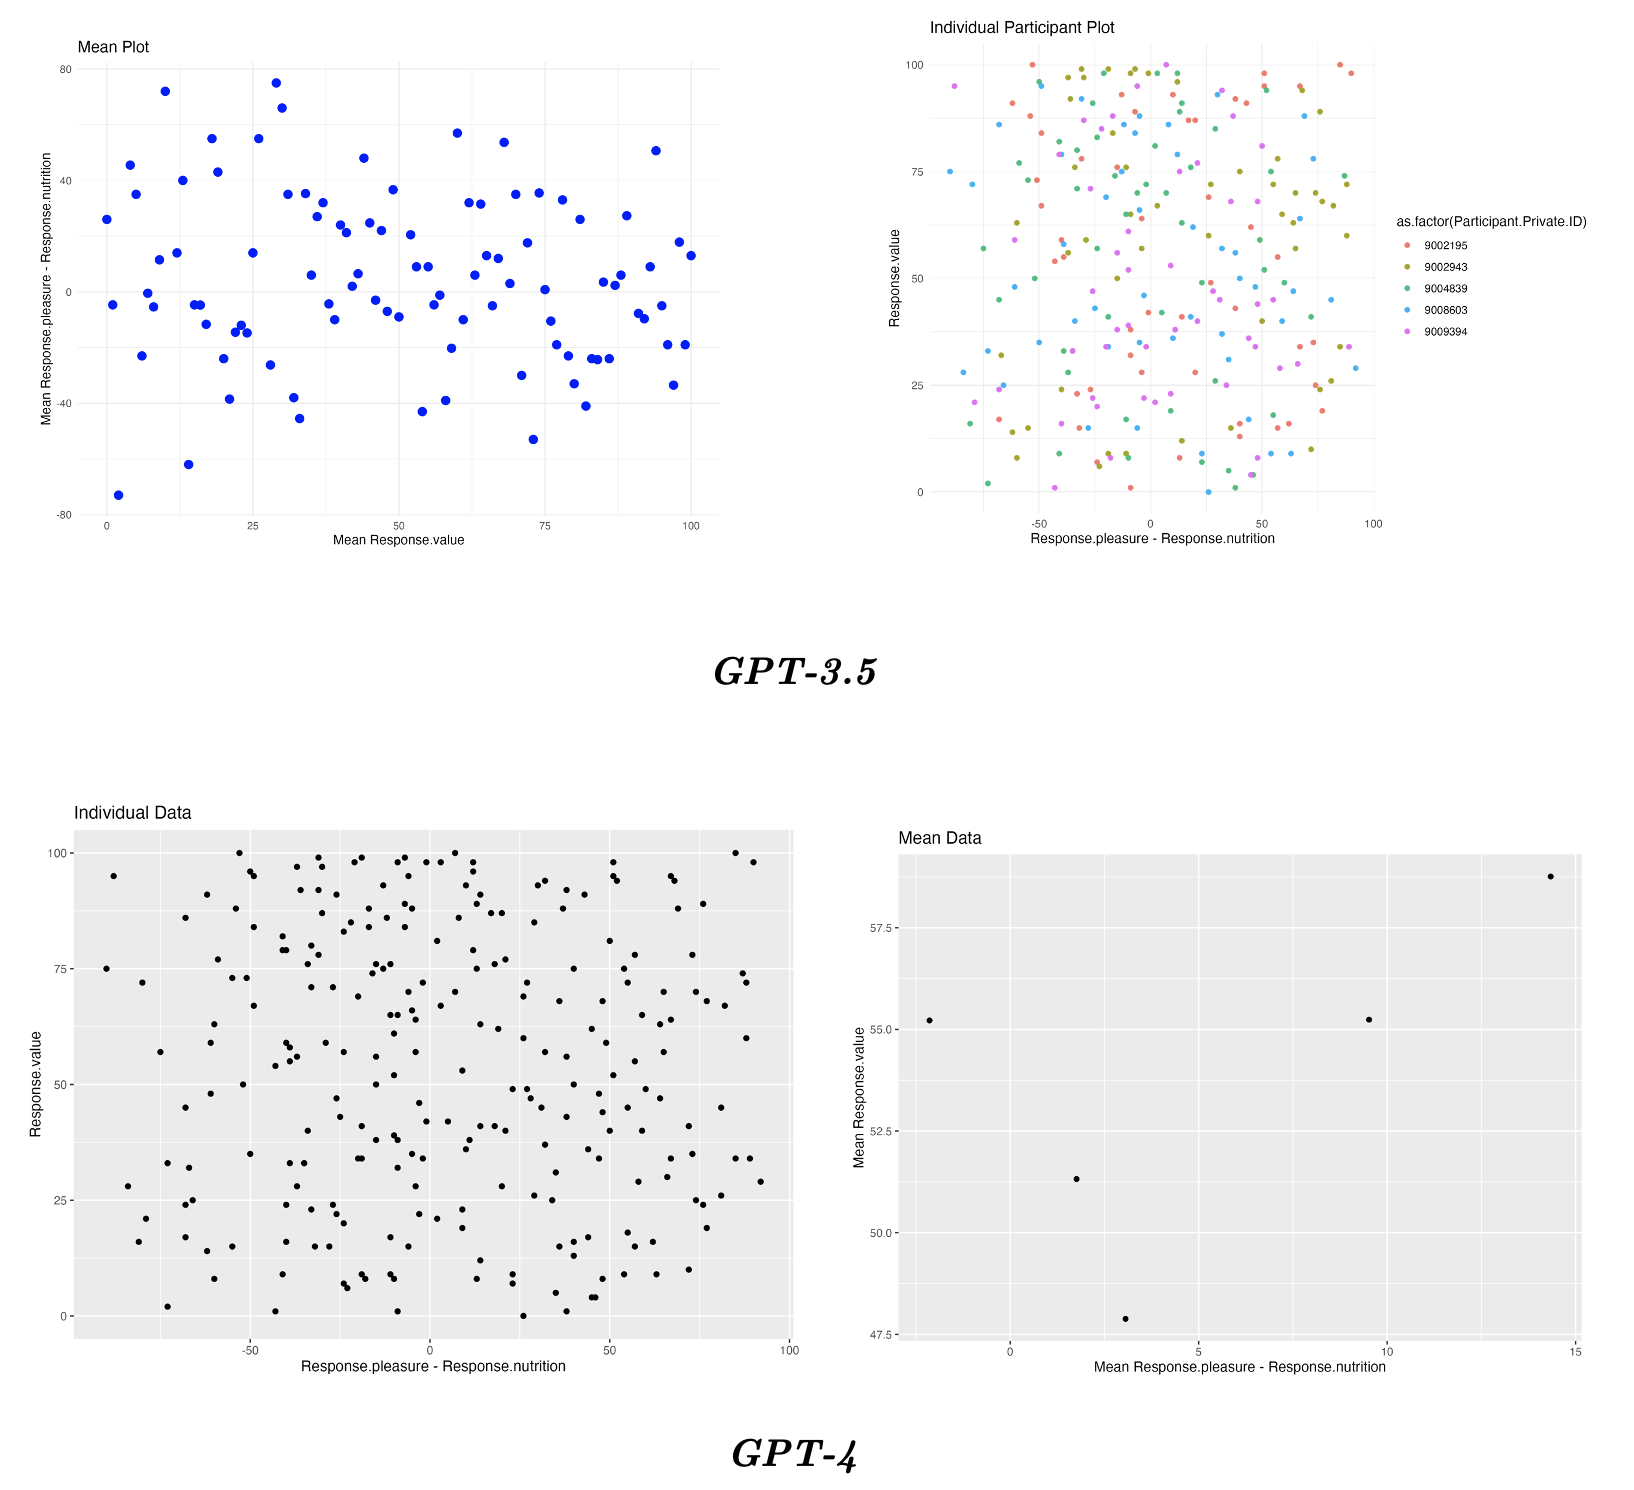 Mean Plot
80
40
0
-40
-80
Mean Response.pleasure - Response.nutrition
0 25 50 75 100
Mean Response.value
Individual Participant Plot
100
75
50
25
0
Response.value
-50 0 50 100
Response.pleasure - Response.nutrition
as.factor(Participant.Private.ID)
9002195
9002943
9004839
9008603
9009394
GPT-3.5
Individual Data
100
75
50
25
0
Response.value
-50 0 50 100
Response.pleasure - Response.nutrition
Mean Data
57.5
55.0
52.5
50.0
47.5
Mean Response.value
0 5 10 15
Mean Response.pleasure - Response.nutrition
GPT-4